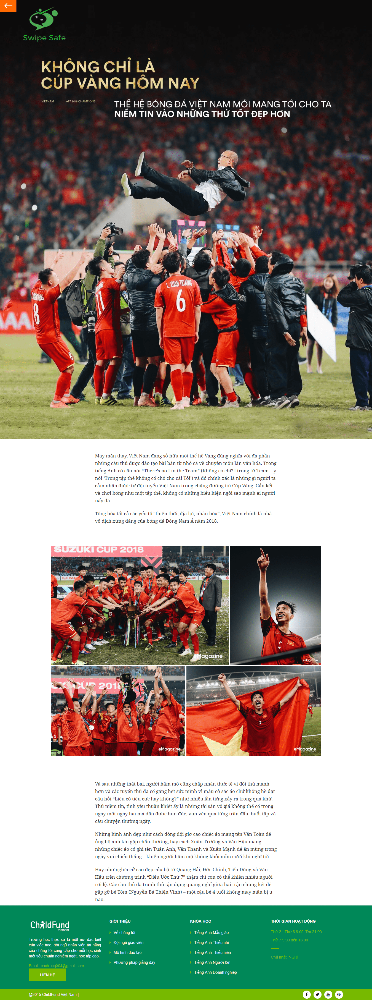 Swipe Safe
KHÔNG CHỈ LÀ
CÚP VÀNG HÔM NAY
VIETNAM AFF 2018 CHAMPIONS
THẾ HỆ BÓNG ĐÁ VIỆT NAM MỚI MANG TỚI CHO TA
NIỀM TIN VÀO NHỮNG THỨ TỐT ĐẸP HƠN
L.XUAN TRUONG
6
8
8
May mắn thay, Việt Nam đang sở hữu một thế hệ Vàng đúng nghĩa với đa phần
những cầu thủ được đào tạo bài bản từ nhỏ cả về chuyên môn lẫn văn hóa. Trong
tiếng Anh có câu nói “There’s no I in the Team” (Không có chữ I trong từ Team – ý
nói ‘Trong tập thể không có chỗ cho cái Tôi’) và đó chính xác là những gì người ta
cảm nhận được từ đội tuyển Việt Nam trong chặng đường tới Cúp Vàng. Gắn kết
và chơi bóng như một tập thể, không có những biểu hiện ngôi sao mạnh ai người
nấy đá.
Tổng hòa tất cả các yếu tố “thiên thời, địa lợi, nhân hòa”, Việt Nam chính là nhà
vô địch xứng đáng của bóng đá Đông Nam Á năm 2018.
SUZUKI CUP 2018
29
13
eMagazine
eMagazine
CUP 2018
eMagazine
eMagazine
Và sau những thất bại, người hâm mộ cũng chấp nhận thực tế vì đối thủ mạnh
hơn và các tuyển thủ đã cố gắng hết sức mình vì màu cờ sắc áo chứ không hề đặt
câu hỏi “Liệu có tiêu cực hay không?” như nhiều lần từng xảy ra trong quá khứ.
Thứ niềm tin, tình yêu thuần khiết ấy là những tài sản vô giá không thể có trong
ngày một ngày hai mà dần được hun đúc, vun vén qua từng trận đấu, buổi tập và
câu chuyện thường ngày.
Những hình ảnh đẹp như cách đồng đội giơ cao chiếc áo mang tên Văn Toàn để
ủng hộ anh khi gặp chấn thương, hay cách Xuân Trường và Văn Hậu mang
những chiếc áo có ghi tên Tuấn Anh, Văn Thanh và Xuân Mạnh để ăn mừng trong
ngày vui chiến thắng... khiến người hâm mộ không khỏi mỉm cười khi nghĩ tới.
Hay như nghĩa cử cao đẹp của bộ tứ Quang Hải, Đức Chinh, Tiến Dũng và Văn
Hậu trên chương trình “Điều Ước Thứ 7” thậm chí còn có thể khiến nhiều người
rơi lệ. Các cầu thủ đã tranh thủ tận dụng quãng nghỉ giữa hai trận chung kết để
gặp gỡ bé Tôm (Nguyễn Bá Thiện Vinh) – một cậu bé 4 tuổi không may mắn bị u
não.
ChildFund
Vietnam
Trường học thực sự là một nơi đặc biệt
của việc học. đội ngũ nhân viên tài năng
của chúng tôi cung cấp cho mỗi học sinh
một tiêu chuẩn nghiêm ngặt, học tập cao.
Email: baotrung304@gmail.com
LIÊN HỆ
GIỚI THIỆU
Về chúng tôi
Đội ngũ giáo viên
Mô hình đào tạo
Phương pháp giảng dạy
KHÓA HỌC
Tiếng Anh Mẫu giáo
Tiếng Anh Thiếu nhi
Tiếng Anh Thiếu niên
Tiếng Anh Người lớn
Tiếng Anh Doanh nghiệp
THỜI GIAN HOẠT ĐỘNG
Thứ 2 - Thứ 6 9:00 đến 21:00
Thứ 7 9:00 đến 18:00
Chủ nhật: NGHỈ
@2015 ChildFund Việt Nam |